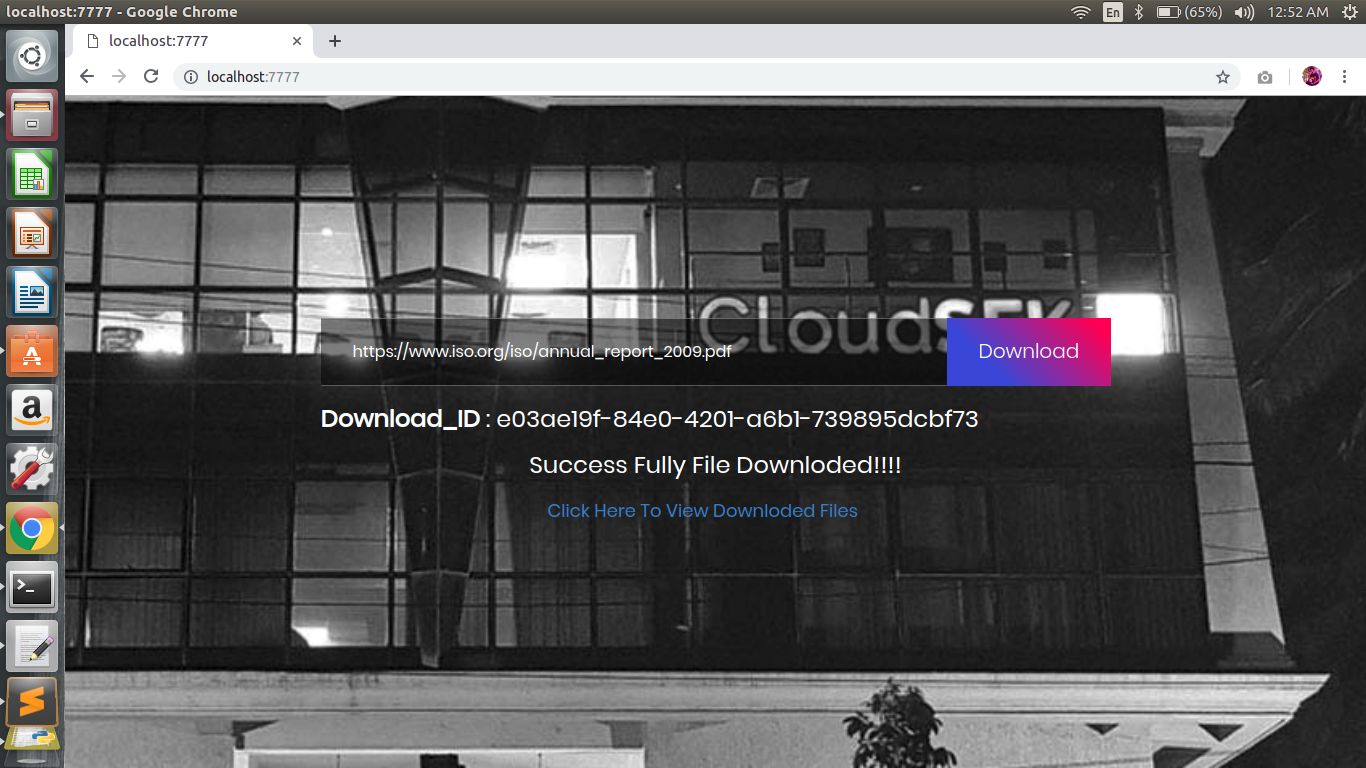 localhost:7777 - Google Chrome
En
(65%)
12:52 AM
localhost:7777
localhost:7777
CloudSEK
https://www.iso.org/iso/annual_report_2009.pdf
Download
Download_ID : e03ae19f-84e0-4201-a6b1-739895dcbf73
Success Fully File Downloded!!!!
Click Here To View Downloded Files